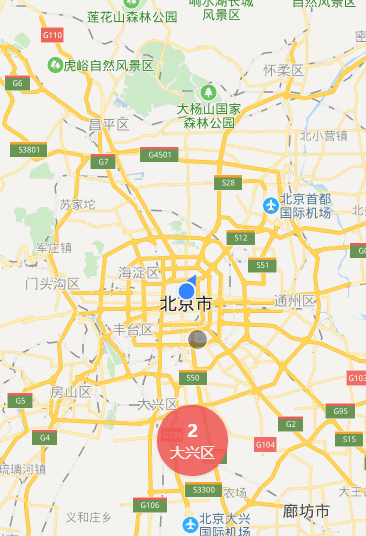 莲花山森林公园
响水湖长城
风景区
自然风景区
G110
虎峪自然风景区
怀柔区
G6
大杨山国家
森林公园
昌平区
北小营镇
S3801
G7
G4501
S28
苏家坨
北京首都
国际机场
S12
军庄镇
海淀区
S51
门头沟区
北京市
通州区
丰台区
S50
G103
房山区
G5
大兴区
G95
2
大兴区
G2
G4
G104
S15
琉璃河镇
S3300
农场
大王
G106
义和庄乡
廊坊市
北京大兴
国际机场